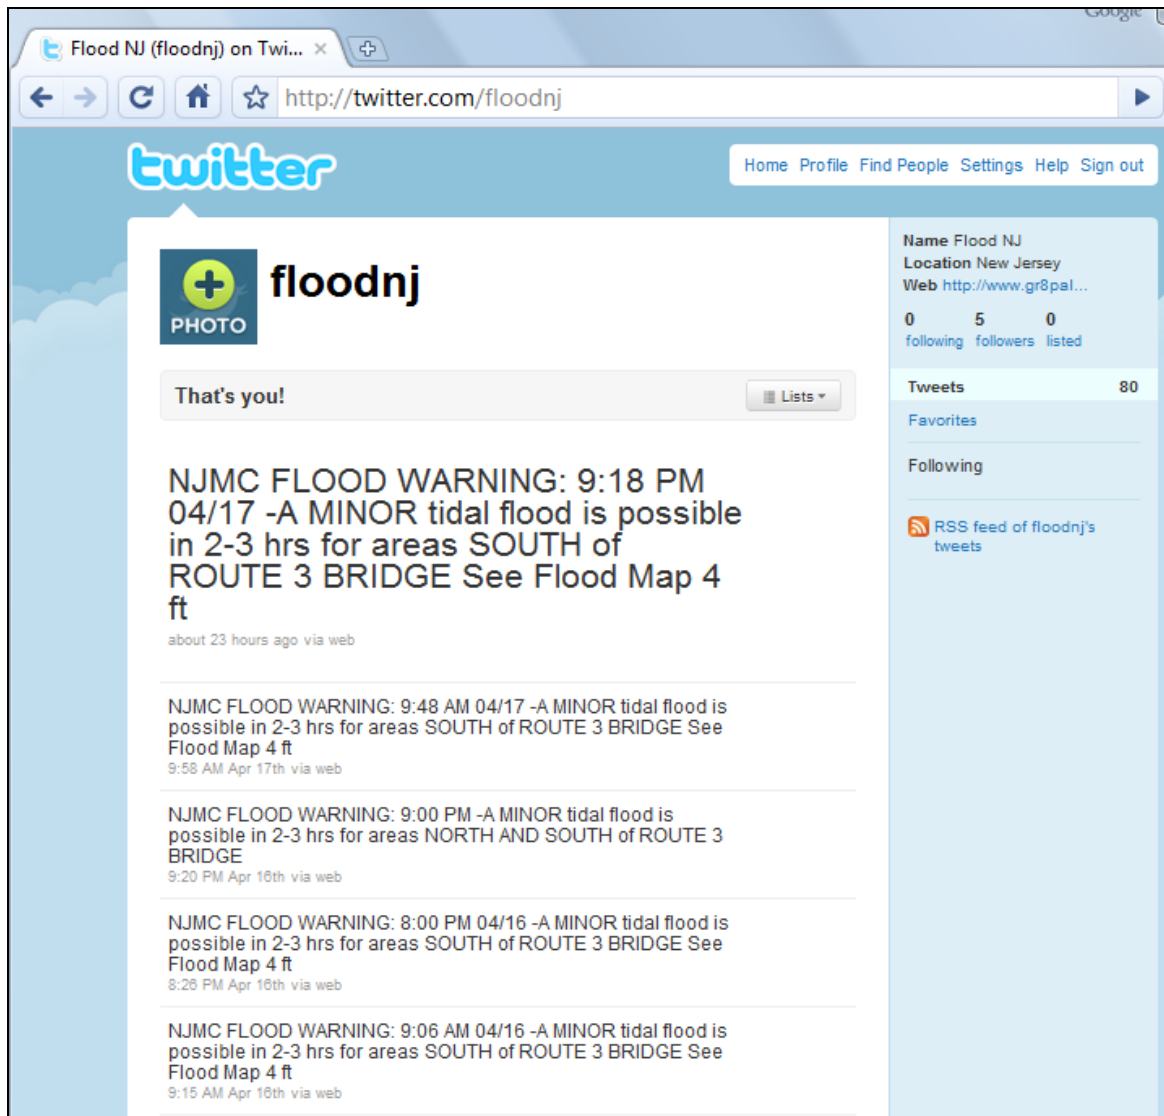 Google
Flood NJ (floodnj) on Twi...
http://twitter.com/floodnj
twitter
Home Profile Find People Settings Help Sign out
PHOTO
floodnj
Name Flood NJ
Location New Jersey
Web http://www.gr8pal...
0 5 0
following followers listed
That's you!
Lists
Tweets 80
Favorites
Following
RSS feed of floodnj's
tweets
NJMC FLOOD WARNING: 9:18 PM
04/17 -A MINOR tidal flood is possible
in 2-3 hrs for areas SOUTH of
ROUTE 3 BRIDGE See Flood Map 4
ft
about 23 hours ago via web
NJMC FLOOD WARNING: 9:48 AM 04/17 -A MINOR tidal flood is
possible in 2-3 hrs for areas SOUTH of ROUTE 3 BRIDGE See
Flood Map 4 ft
9:58 AM Apr 17th via web
NJMC FLOOD WARNING: 9:00 PM -A MINOR tidal flood is
possible in 2-3 hrs for areas NORTH AND SOUTH of ROUTE 3
BRIDGE
9:20 PM Apr 16th via web
NJMC FLOOD WARNING: 8:00 PM 04/16 -A MINOR tidal flood is
possible in 2-3 hrs for areas SOUTH of ROUTE 3 BRIDGE See
Flood Map 4 ft
8:26 PM Apr 16th via web
NJMC FLOOD WARNING: 9:06 AM 04/16 -A MINOR tidal flood is
possible in 2-3 hrs for areas SOUTH of ROUTE 3 BRIDGE See
Flood Map 4 ft
9:15 AM Apr 16th via web